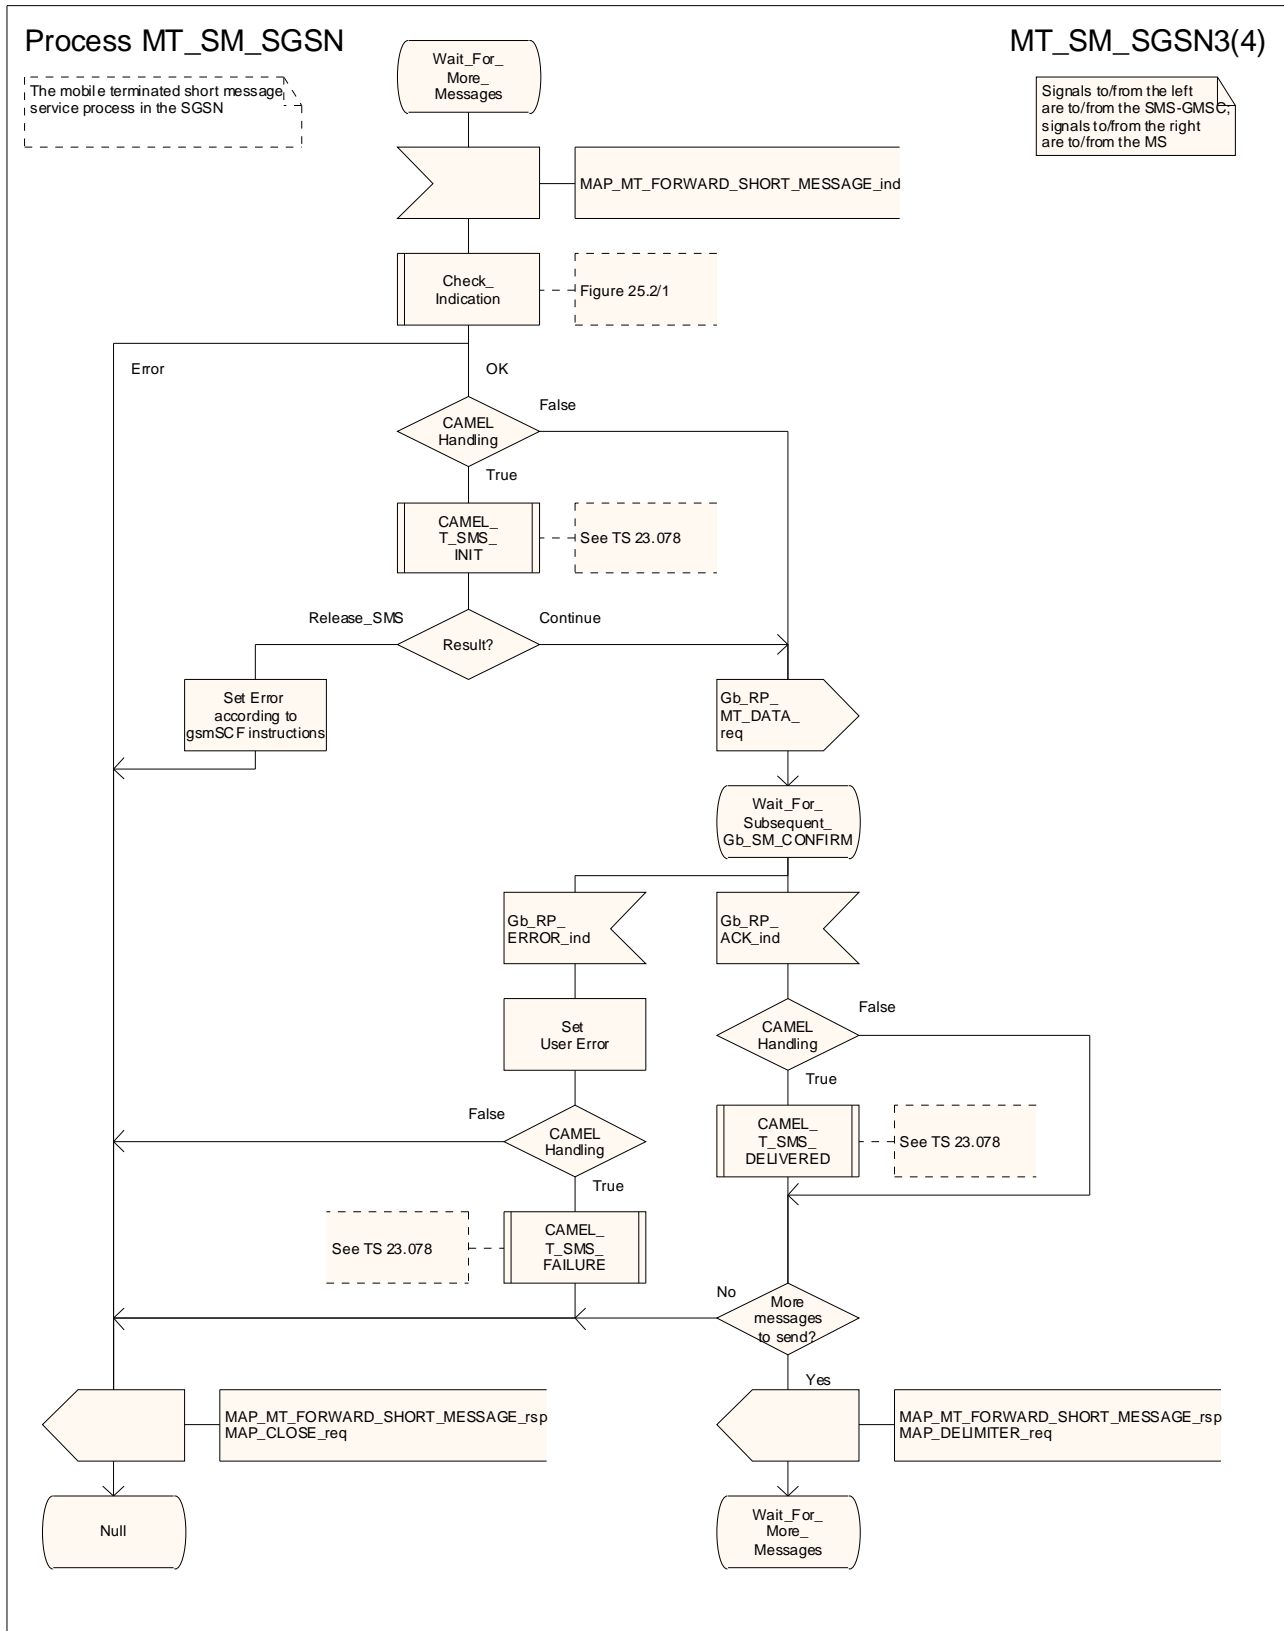 Process MT_SM_SGSN
MT_SM_SGSN3(4)
The mobile terminated short message
service process in the SGSN
Wait_For_
More_
Messages
Signals to/from the left
are to/from the SMS-GMSC;
signals to/from the right
are to/from the MS
MAP_MT_FORWARD_SHORT_MESSAGE_ind
Check_
Indication
Figure 25.2/1
Error
OK
CAMEL
Handling
False
True
CAMEL_
T_SMS_
INIT
See TS 23.078
Release_SMS
Continue
Result?
Set Error
according to
gsmSCF instructions
Gb_RP_
MT_DATA_
req
Wait_For_
Subsequent_
Gb_SM_CONFIRM
Gb_RP_
ERROR_ind
Gb_RP_
ACK_ind
Set
User Error
CAMEL
Handling
False
True
False
CAMEL
Handling
True
CAMEL_
T_SMS_
DELIVERED
See TS 23.078
See TS 23.078
CAMEL_
T_SMS_
FAILURE
No
More
messages
to send?
Yes
MAP_MT_FORWARD_SHORT_MESSAGE_rsp
MAP_CLOSE_req
MAP_MT_FORWARD_SHORT_MESSAGE_rsp
MAP_DELIMITER_req
Null
Wait_For_
More_
Messages